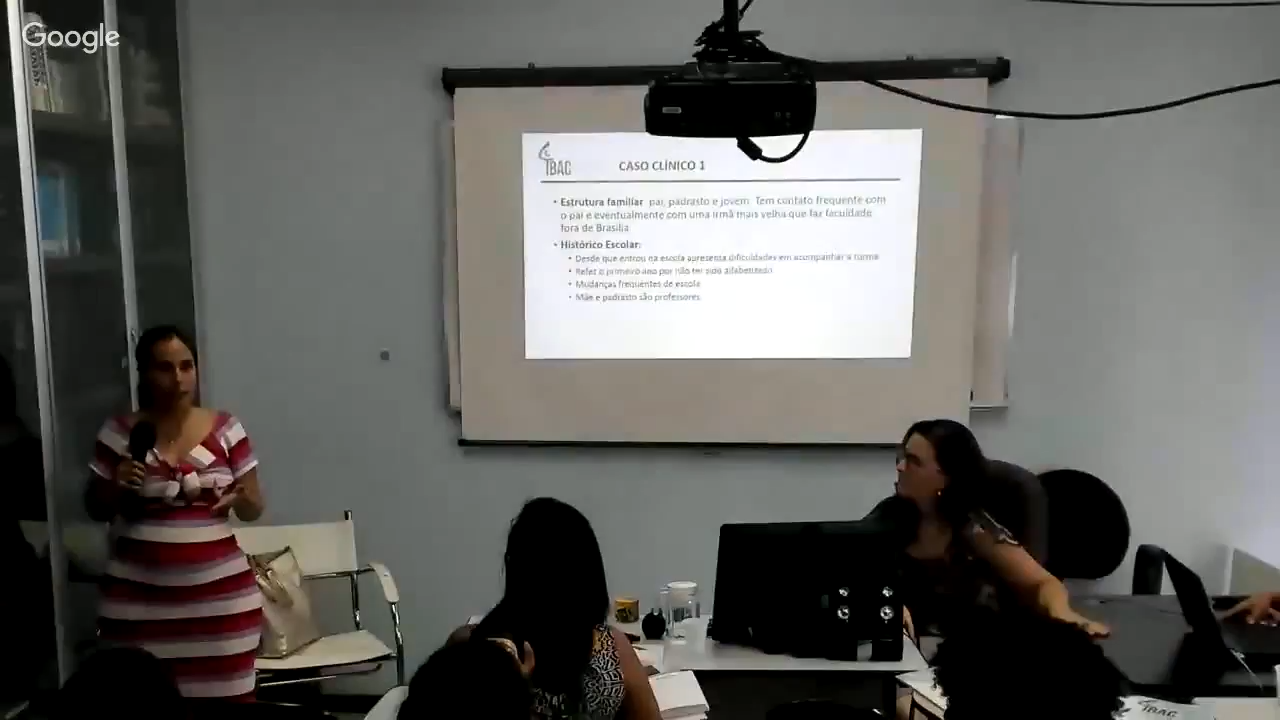 Google
IBAC
CASO CLÍNICO 1
• Estrutura familiar pai, padrasto e jovem. Tem contato frequente com
o pai e eventualmente com uma irmã mais velha que faz faculdade
fora de Brasília
• Histórico Escolar:
• Desde que entrou na escola apresenta dificuldades em acompanhar a turma
• Refez o primeiro ano por não ter sido alfabetizado
• Mudanças frequentes de escola
• Mãe e padrasto são professores
IBAC